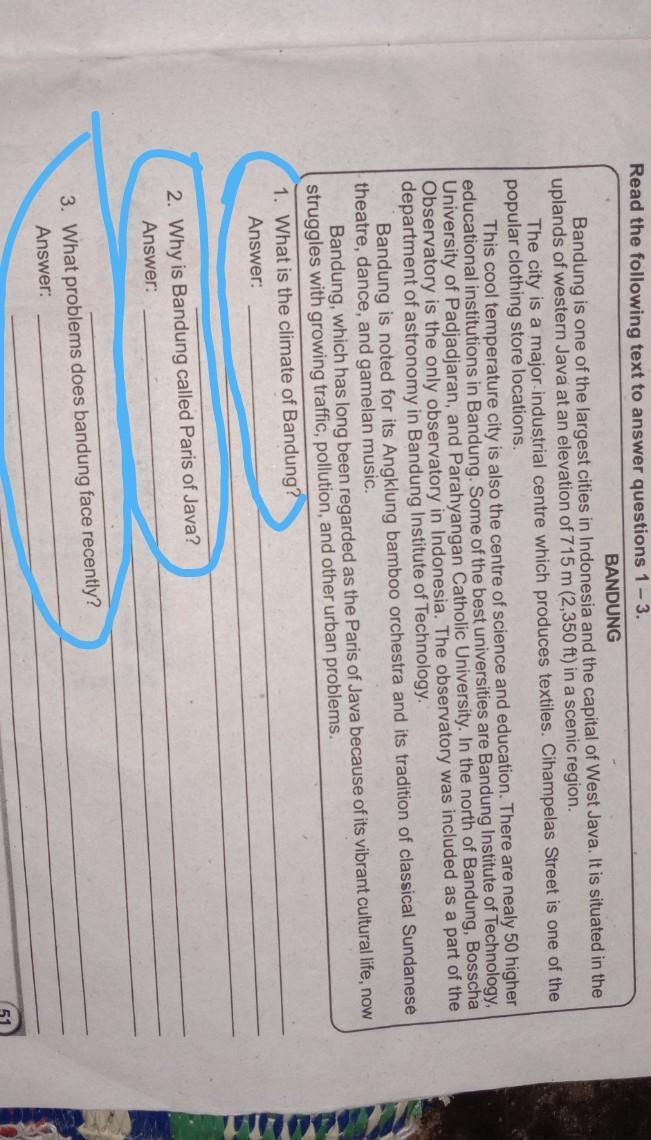 Read the following text to answer questions 1 – 3.
BANDUNG
Bandung is one of the largest cities in Indonesia and the capital of West Java. It is situated in the
uplands of western Java at an elevation of 715 m (2,350 ft) in a scenic region.
The city is a major industrial centre which produces textiles. Cihampelas Street is one of the
popular clothing store locations.
This cool temperature city is also the centre of science and education. There are nealy 50 higher
educational institutions in Bandung. Some of the best universities are Bandung Institute of Technology,
University of Padjadjaran, and Parahyangan Catholic University. In the north of Bandung, Bosscha
Observatory is the only observatory in Indonesia. The observatory was included as a part of the
department of astronomy in Bandung Institute of Technology.
Bandung is noted for its Angklung bamboo orchestra and its tradition of classical Sundanese
theatre, dance, and gamelan music.
Bandung, which has long been regarded as the Paris of Java because of its vibrant cultural life, now
struggles with growing traffic, pollution, and other urban problems.
1. What is the climate of Bandung?
Answer:
2. Why is Bandung called Paris of Java?
Answer:
3. What problems does bandung face recently?
Answer:
51